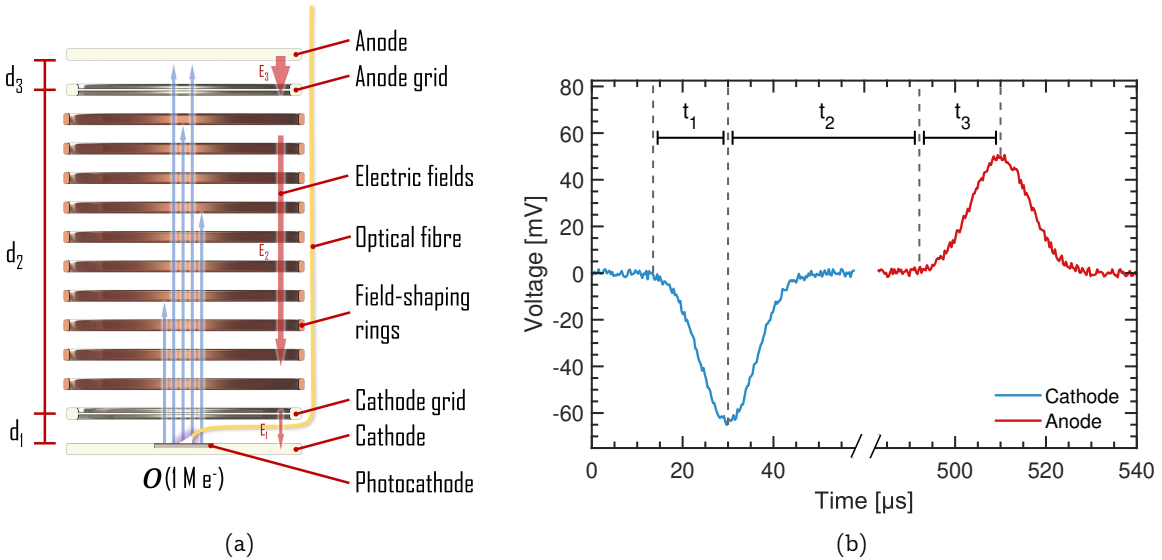 Anode
Anode grid
Electric fields
Optical fibre
Field-shaping
rings
Cathode grid
Cathode
Photocathode
d3
d2
d1
E3
E2
E1
O(1 M e-)
(a)
Voltage [mV]
80
60
40
20
0
-20
-40
-60
t1
t2
t3
Cathode
Anode
0 20 40 500 520 540
Time [µs]
(b)